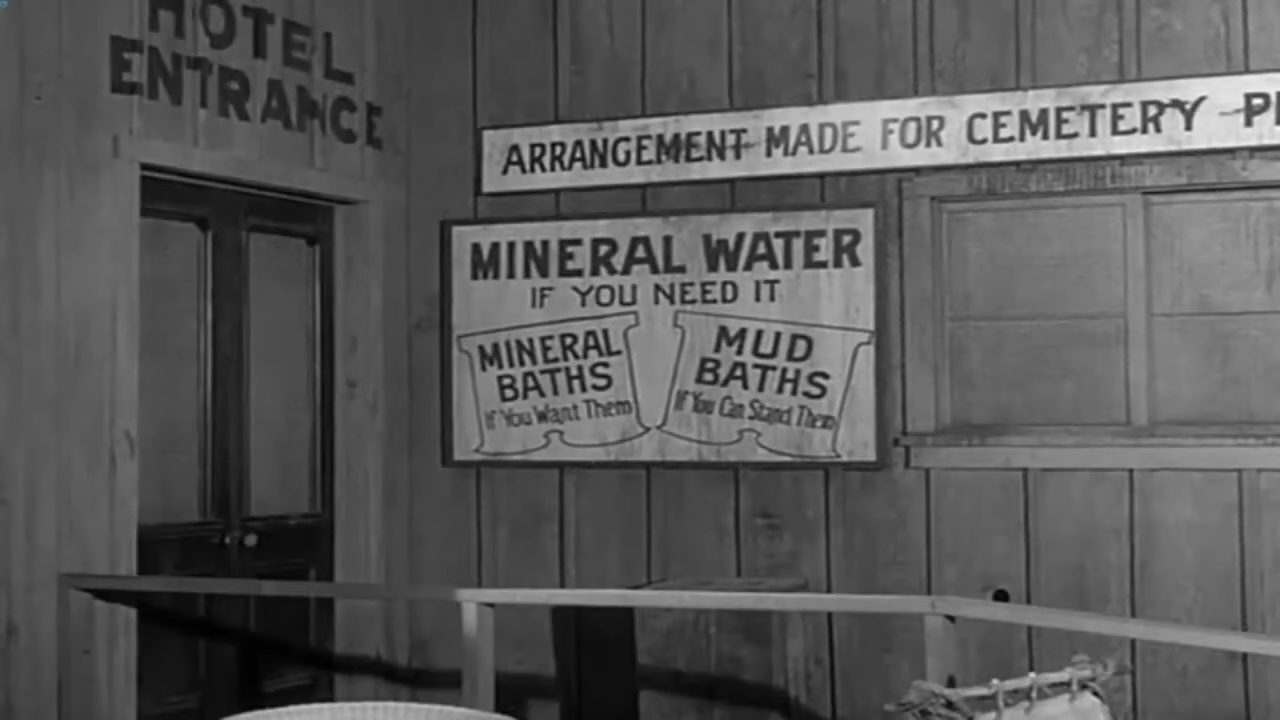 HOTEL
ENTRANCE
ARRANGEMENT MADE FOR CEMETERY
MINERAL WATER
IF YOU NEED IT
MINERAL
BATHS
If You Want Them
MUD
BATHS
If You Can Stand Them